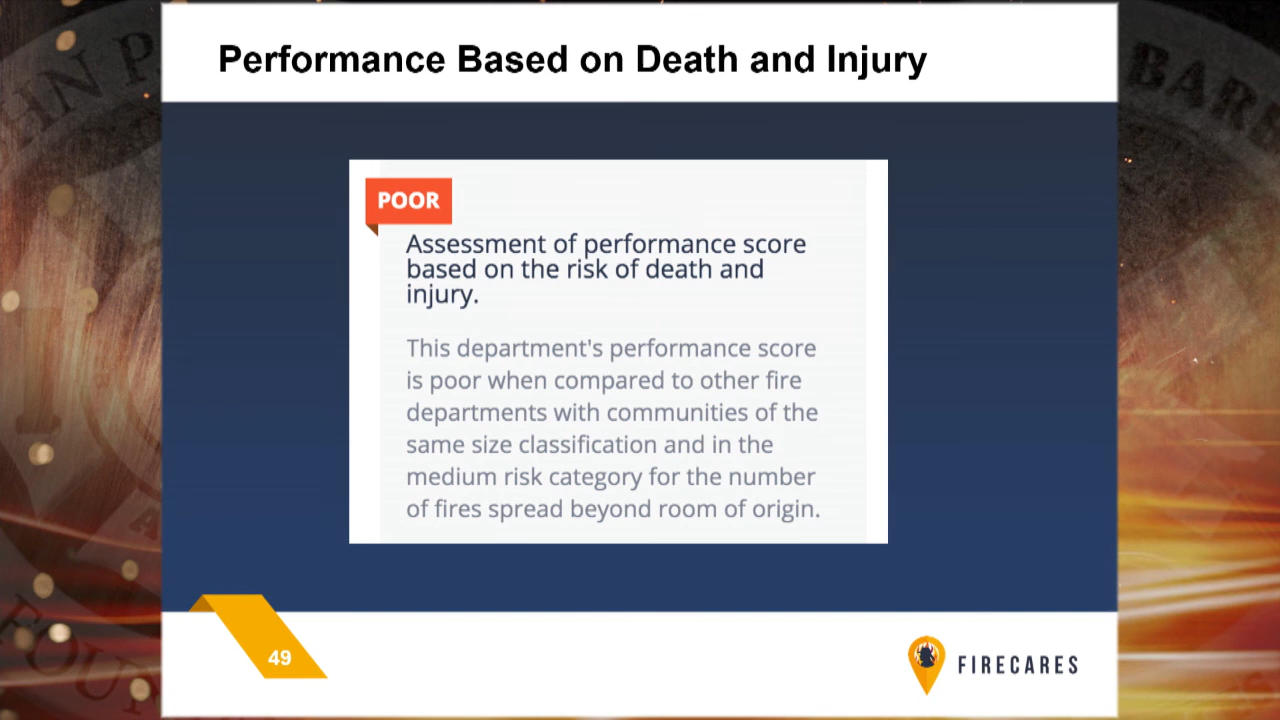 Performance Based on Death and Injury
POOR
Assessment of performance score
based on the risk of death and
injury.
This department's performance score
is poor when compared to other fire
departments with communities of the
same size classification and in the
medium risk category for the number
of fires spread beyond room of origin.
49
FIRECARES